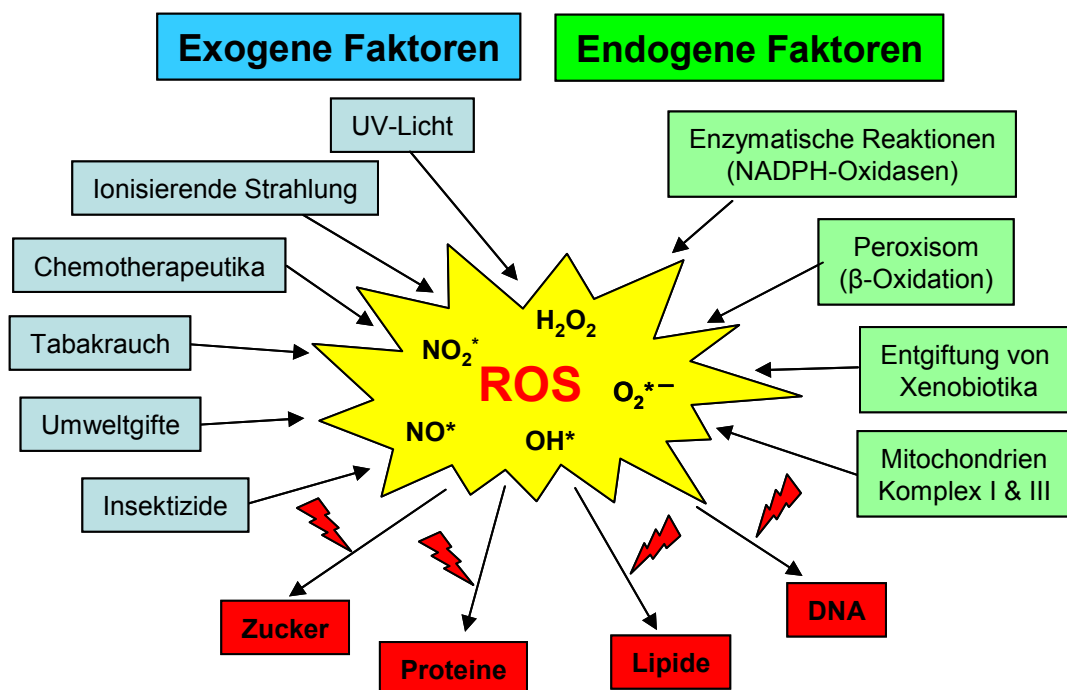 Exogene Faktoren
Endogene Faktoren
UV-Licht
Ionisierende Strahlung
Chemotherapeutika
Tabakrauch
Umweltgifte
Insektizide
Enzymatische Reaktionen
(NADPH-Oxidasen)
Peroxisom
(β-Oxidation)
Entgiftung von
Xenobiotika
Mitochondrien
Komplex I & III
H₂O₂
NO₂*
ROS
O₂*⁻
NO*
OH*
Zucker
Proteine
Lipide
DNA